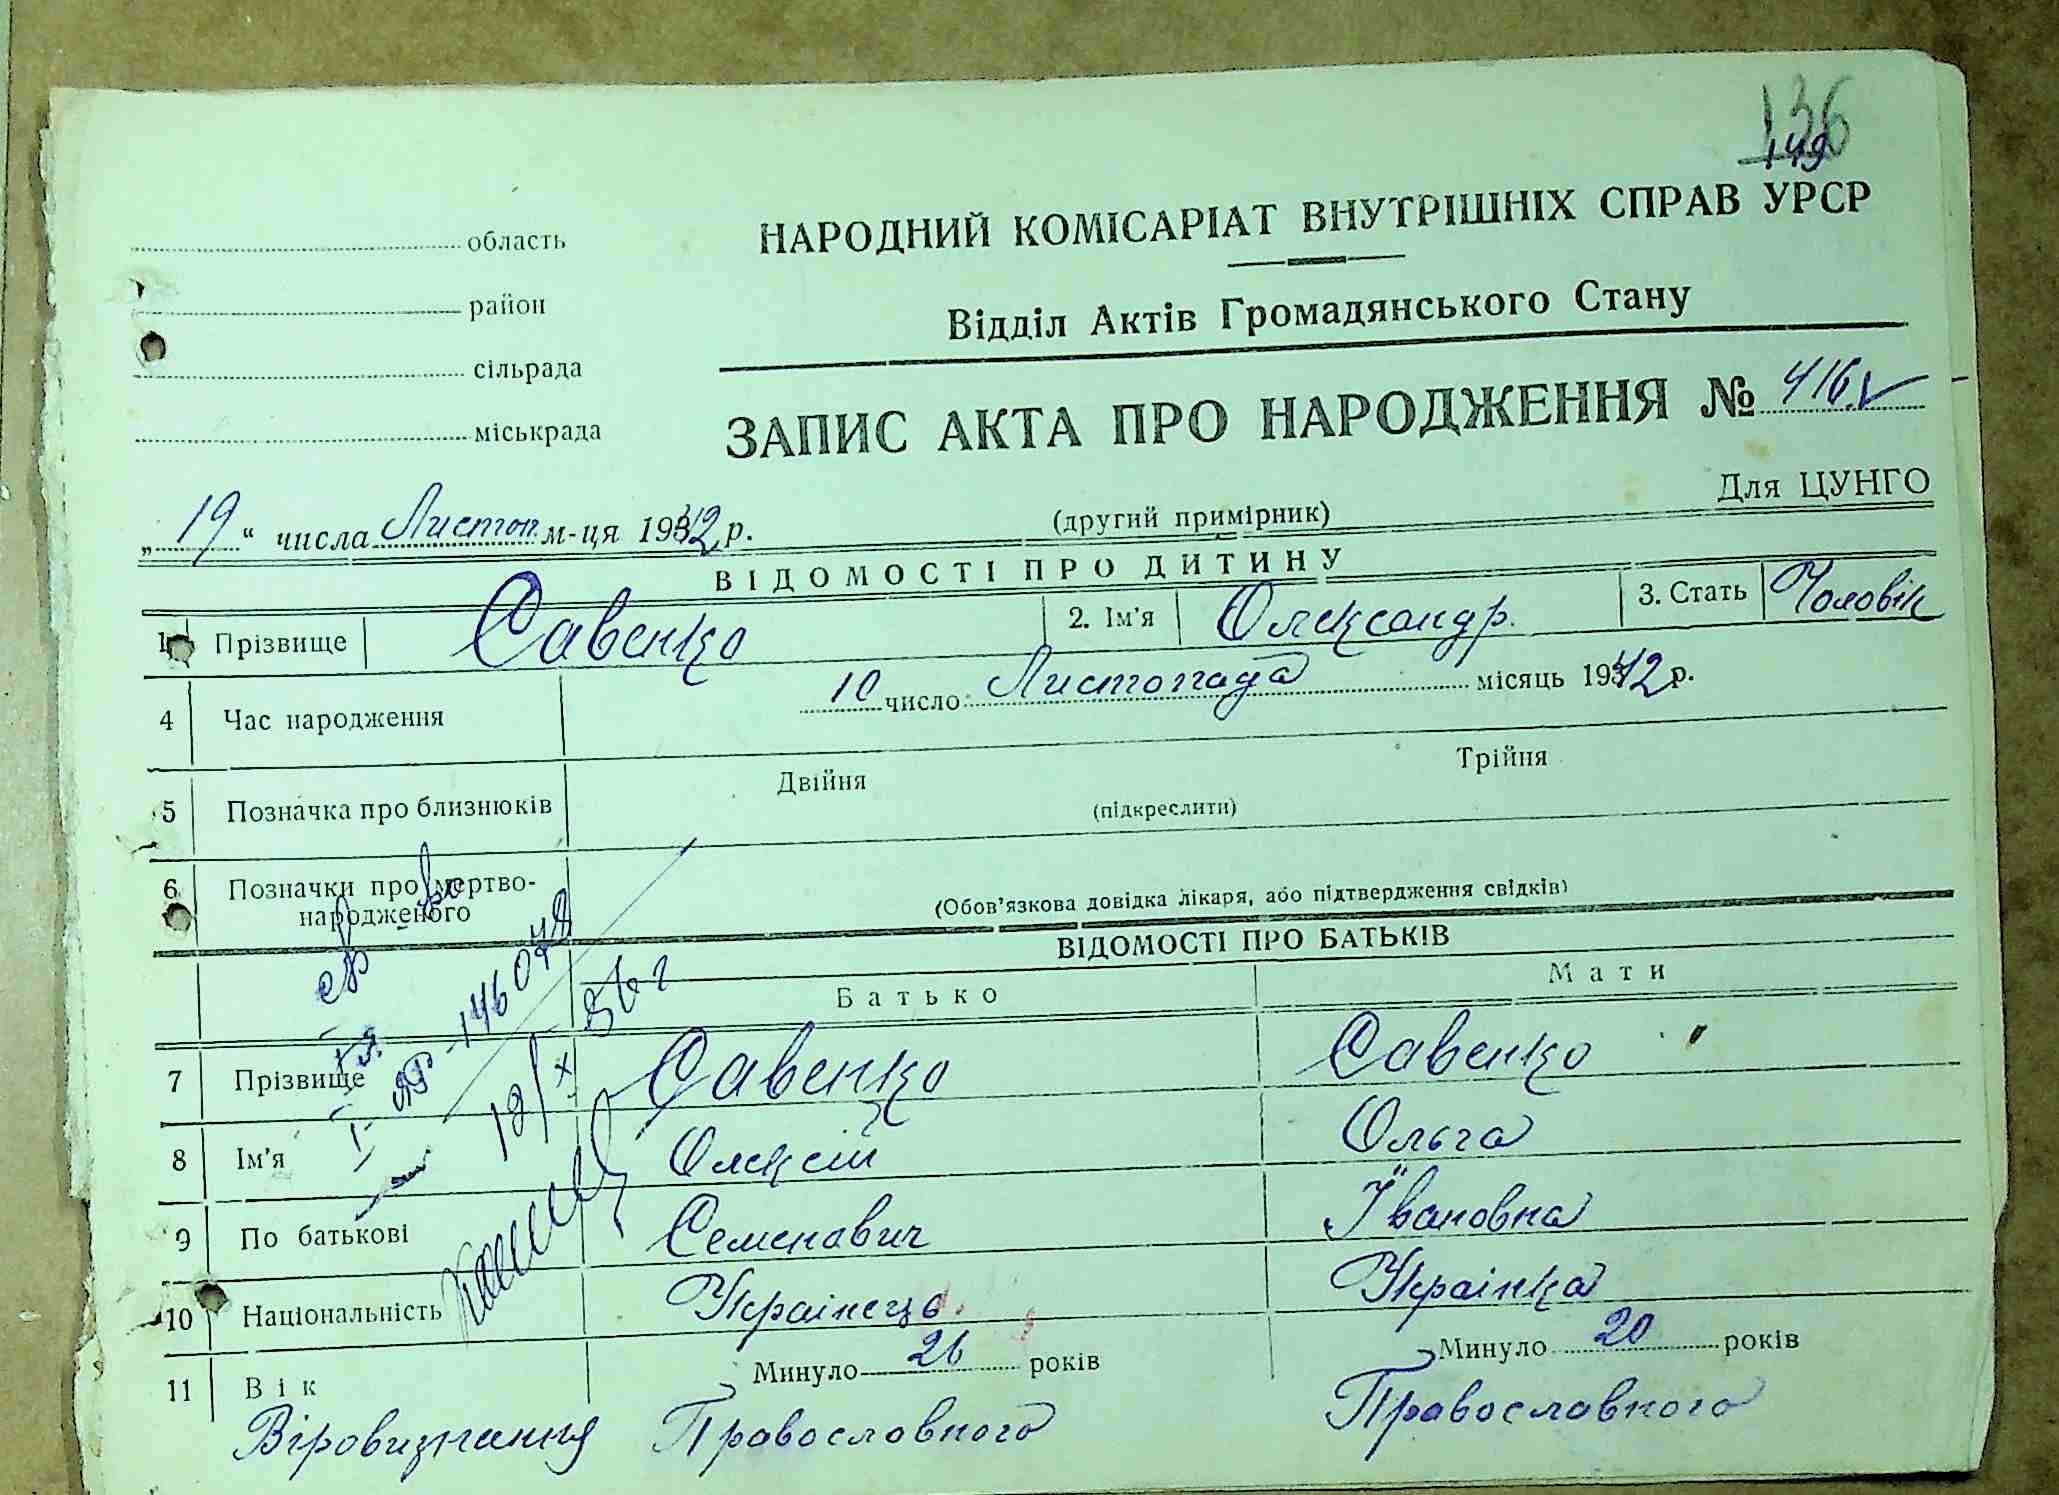 136
149
область
район
сільрада
міськрада
НАРОДНИЙ КОМІСАРІАТ ВНУТРІШНІХ СПРАВ УРСР
Відділ Актів Громадянського Стану
ЗАПИС АКТА ПРО НАРОДЖЕННЯ № 416
„19“ числа Листоп. м-ця 1942 р.
(другий примірник)
Для ЦУНГО
ВІДОМОСТІ ПРО ДИТИНУ
1 Прізвище Савенко 2. Ім'я Олександр. 3. Стать Чоловік
4 Час народження 10 число Листопада місяць 1942 р.
5 Позначка про близнюків Двійня Трійня
(підкреслити)
6 Позначки про мертво-
народженого (Обов'язкова довідка лікаря, або підтвердження свідків)
ВІДОМОСТІ ПРО БАТЬКІВ
Батько Мати
7 Прізвище Савенко Савенко
8 Ім'я Олексій Ольга
9 По батькові Семенавич Івановна
10 Національність Украінець. Украінка
11 Вік Минуло 26 років Минуло 20 років
Віровизнання Православного Православного